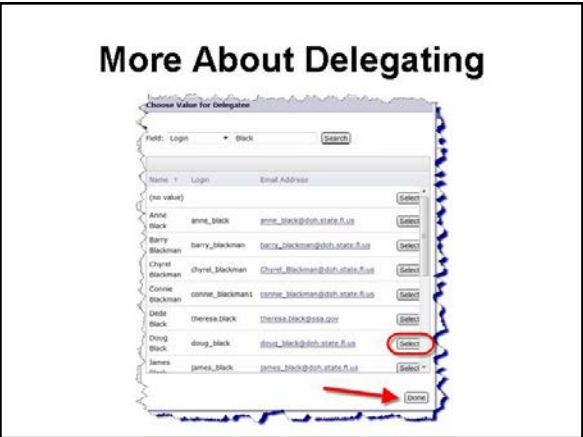 More About Delegating
Choose Value for Delegatee
Field: Login Black Search
Name Login Email Address
(no value) Select
Anne Black anne_black anne_black@doh.state.fl.us Select
Barry Blackman barry_blackman barry_blackman@doh.state.fl.us Select
Chyrel Blackman chyrel_blackman Chyrel_Blackman@doh.state.fl.us Select
Connie Blackman connie_blackman1 connie_blackman@doh.state.fl.us Select
Dede Black theresa.black theresa.black@ssa.gov Select
Doug Black doug_black doug_black@doh.state.fl.us Select
James james_black james_black@doh.state.fl.us Select
Done